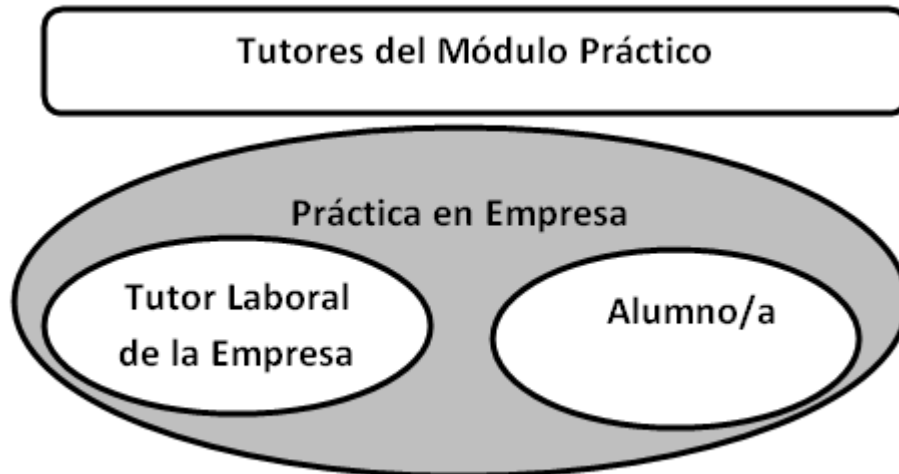 Tutores del Módulo Práctico
Práctica en Empresa
Tutor Laboral
de la Empresa
Alumno/a